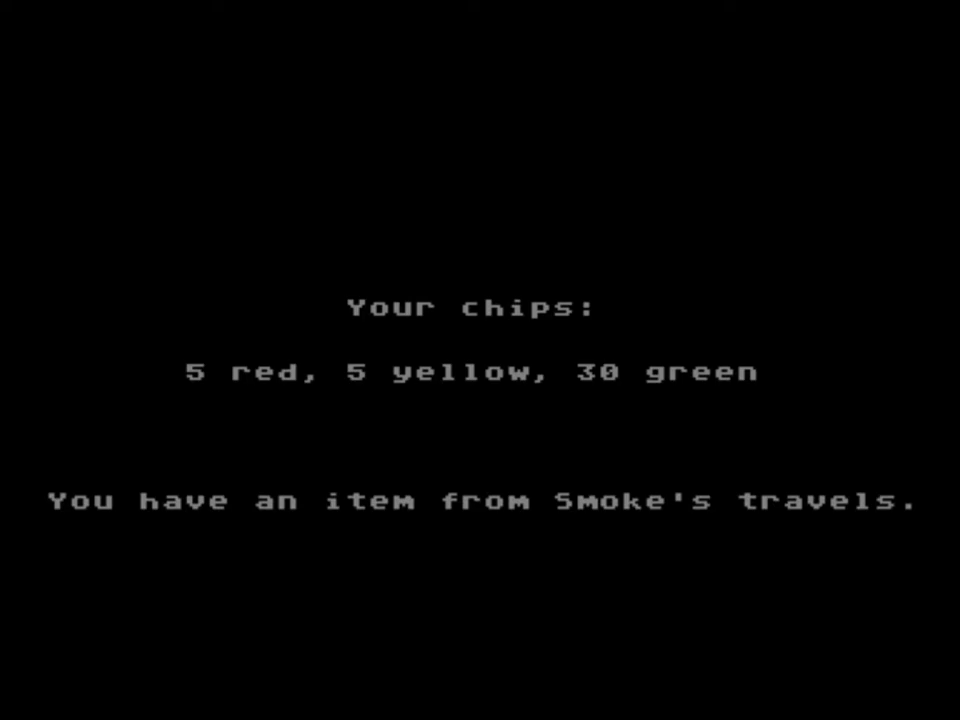 Your chips:
5 red, 5 yellow, 30 green
You have an item from Smoke's travels.